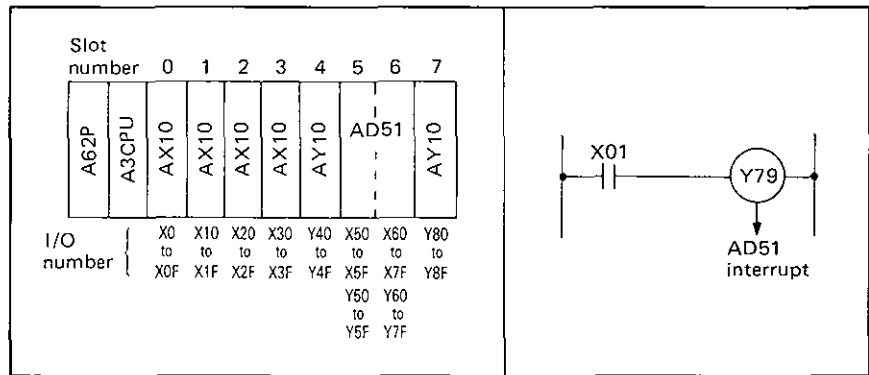 Slot
number 0 1 2 3 4 5 6 7
A62P A3CPU AX10 AX10 AX10 AX10 AY10 AD51 AY10
I/O
number
X0 X10 X20 X30 Y40 X50 X60 Y80
to to to to to to to to
X0F X1F X2F X3F Y4F X5F X7F Y8F
Y50 Y60
to to
Y5F Y7F
X01
Y79
AD51
interrupt